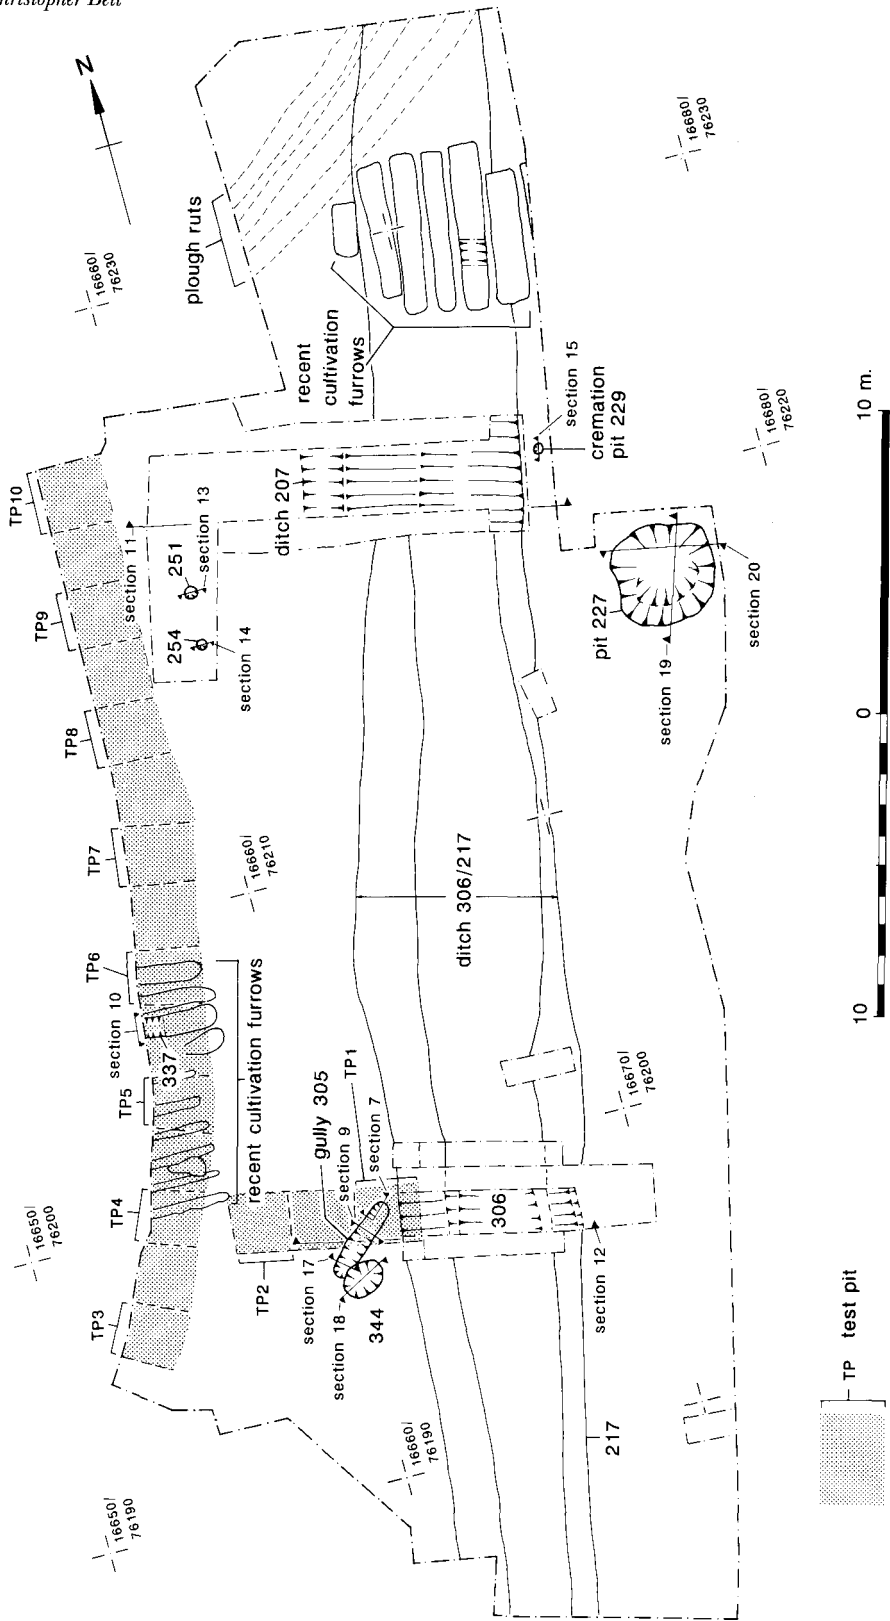 Christopher Bell
N
16680/
76230
plough ruts
16660/
76230
recent
cultivation
furrows
section 15
cremation
pit 229
16680/
76220
10 m.
TP10
ditch 207
section 13
section 11
251
TP9
254
section 14
pit 227
section 20
section 19
TP8
0
TP7
16660/
76210
ditch 306/217
TP6
section 10
337
TP5
recent cultivation furrows
TP1
gully 305
section 9
section 7
16670/
76200
10
TP4
16650/
76200
306
TP2
section 17
section 18
344
section 12
TP3
16660/
76190
217
16650/
76190
TP test pit